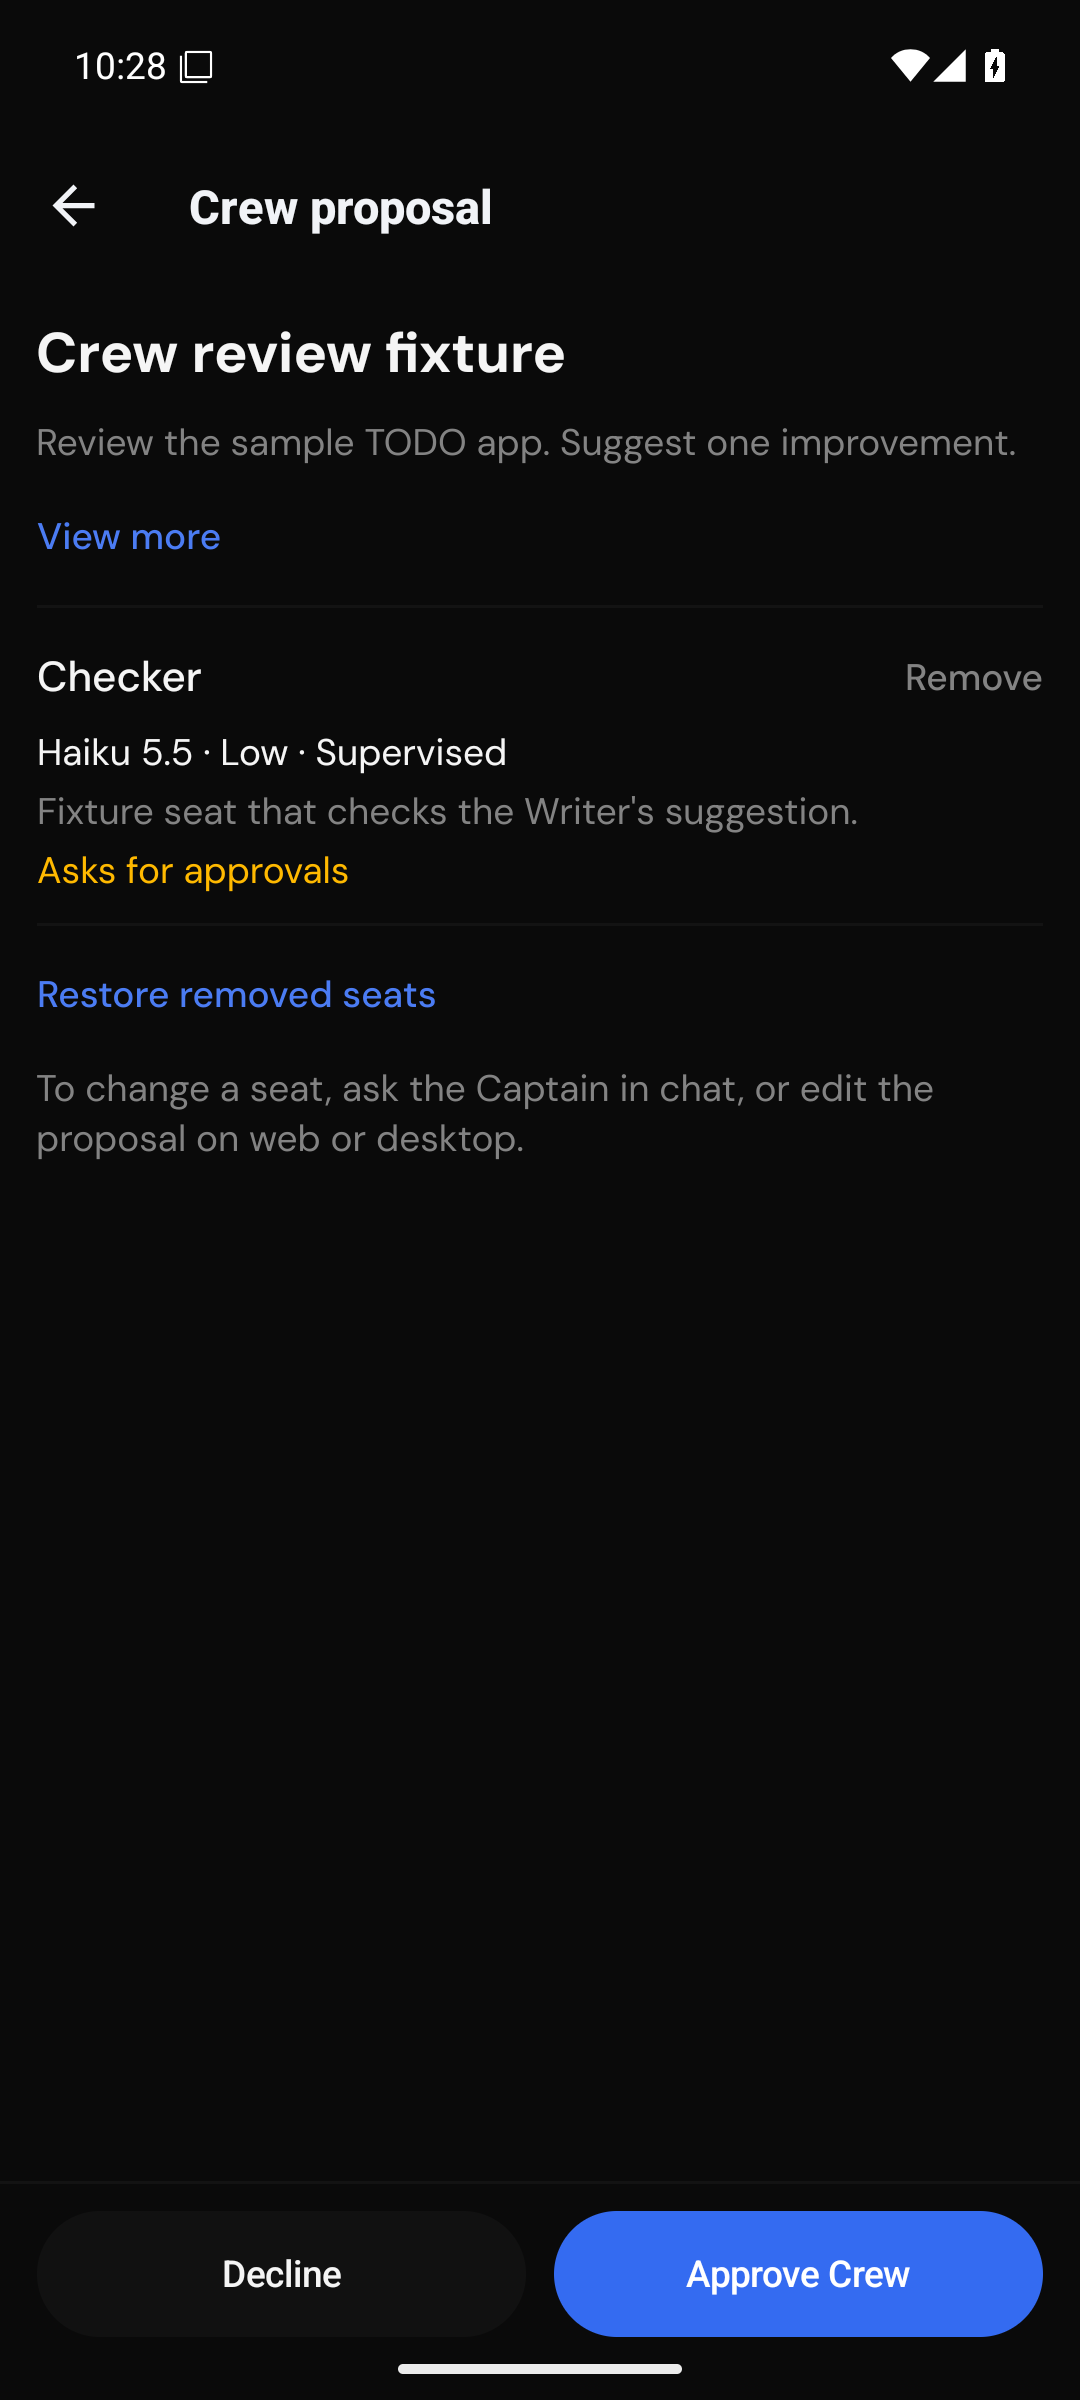 10:28
Crew proposal
Crew review fixture
Review the sample TODO app. Suggest one improvement.
View more
Checker
Remove
Haiku 5.5 · Low · Supervised
Fixture seat that checks the Writer's suggestion.
Asks for approvals
Restore removed seats
To change a seat, ask the Captain in chat, or edit the
proposal on web or desktop.
Decline
Approve Crew